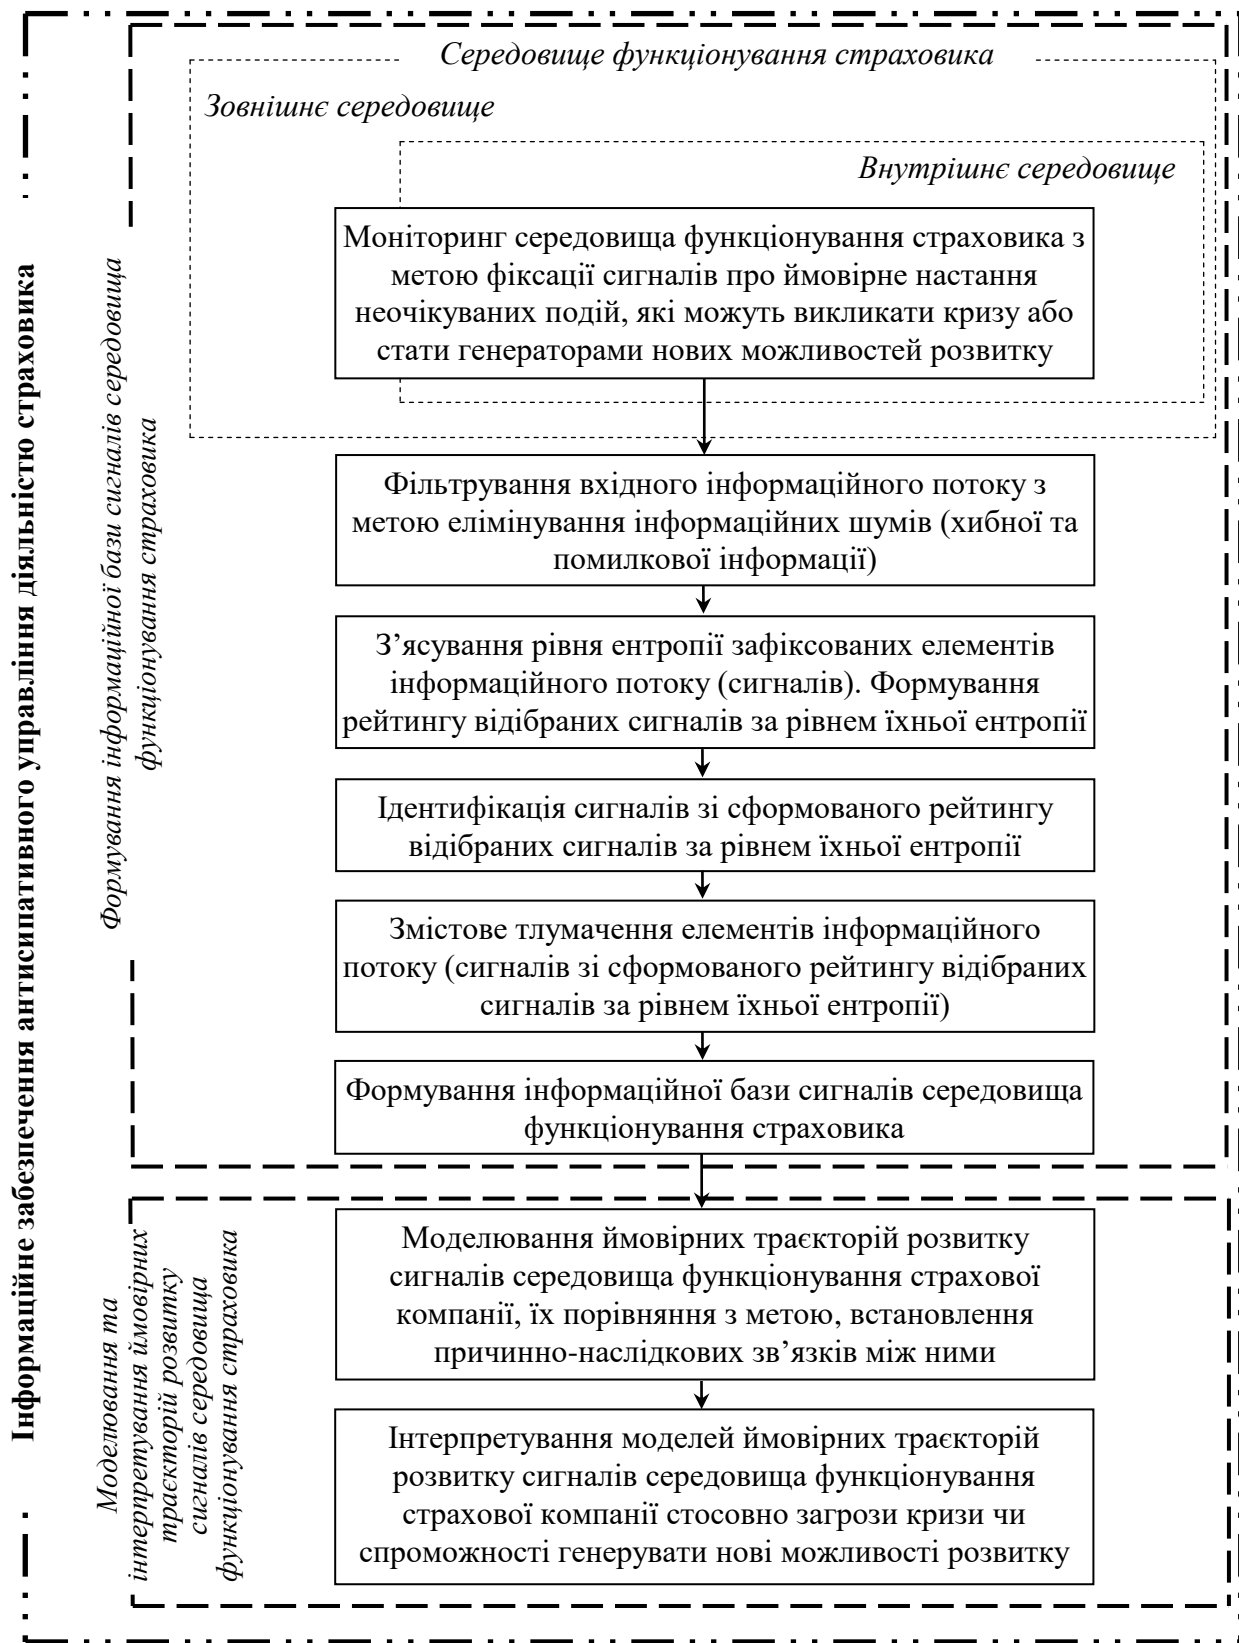 Інформаційне забезпечення антисипативного управління діяльністю страховика
Формування інформаційної бази сигналів середовища
функціонування страховика
Середовище функціонування страховика
Зовнішнє середовище
Внутрішнє середовище
Моніторинг середовища функціонування страховика з
метою фіксації сигналів про ймовірне настання
неочікуваних подій, які можуть викликати кризу або
стати генераторами нових можливостей розвитку
Фільтрування вхідного інформаційного потоку з
метою елімінування інформаційних шумів (хибної та
помилкової інформації)
З’ясування рівня ентропії зафіксованих елементів
інформаційного потоку (сигналів). Формування
рейтингу відібраних сигналів за рівнем їхньої ентропії
Ідентифікація сигналів зі сформованого рейтингу
відібраних сигналів за рівнем їхньої ентропії
Змістове тлумачення елементів інформаційного
потоку (сигналів зі сформованого рейтингу відібраних
сигналів за рівнем їхньої ентропії)
Формування інформаційної бази сигналів середовища
функціонування страховика
Моделювання та
інтерпретування ймовірних
траєкторій розвитку
сигналів середовища
функціонування страховика
Моделювання ймовірних траєкторій розвитку
сигналів середовища функціонування страхової
компанії, їх порівняння з метою, встановлення
причинно-наслідкових зв’язків між ними
Інтерпретування моделей ймовірних траєкторій
розвитку сигналів середовища функціонування
страхової компанії стосовно загрози кризи чи
спроможності генерувати нові можливості розвитку